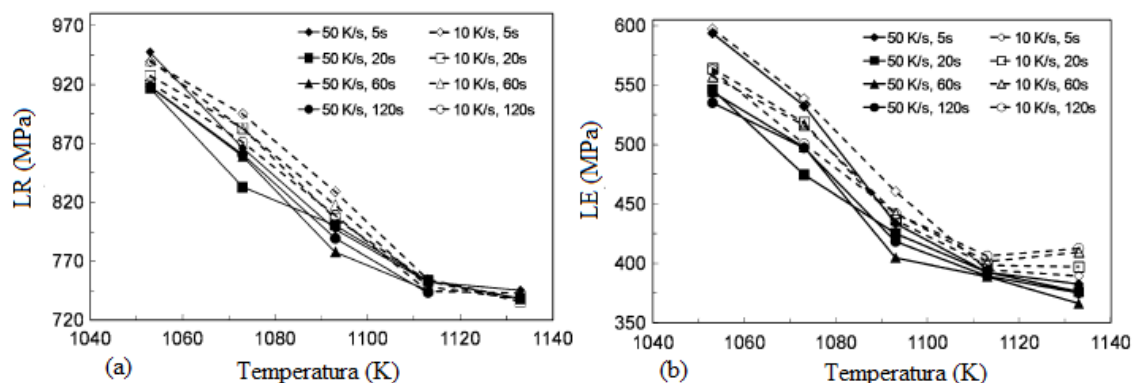 LR (MPa)
970
920
870
820
770
720
50 K/s, 5s
10 K/s, 5s
50 K/s, 20s
10 K/s, 20s
50 K/s, 60s
10 K/s, 60s
50 K/s, 120s
10 K/s, 120s
1040 1060 1080 1100 1120 1140
(a) Temperatura (K)
LE (MPa)
600
550
500
450
400
350
50 K/s, 5s
10 K/s, 5s
50 K/s, 20s
10 K/s, 20s
50 K/s, 60s
10 K/s, 60s
50 K/s, 120s
10 K/s, 120s
1040 1060 1080 1100 1120 1140
(b) Temperatura (K)